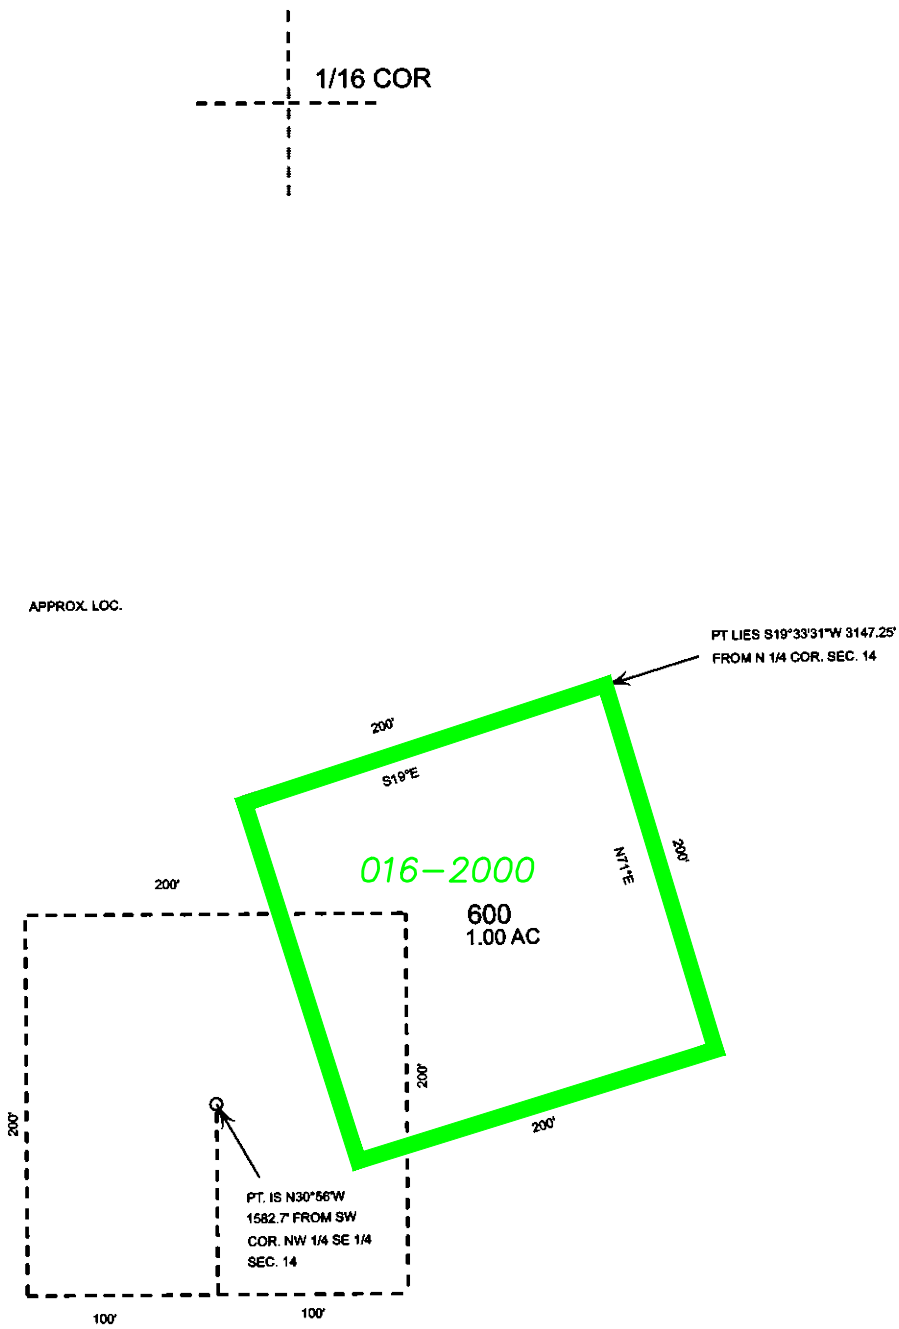 1/16 COR
APPROX. LOC.
PT LIES S19°33'31"W 3147.25'
FROM N 1/4 COR. SEC. 14
200'
S19°E
N71°E
200'
016-2000
600
1.00 AC
200'
200'
200'
200'
PT. IS N30°56'W
1582.7' FROM SW
COR. NW 1/4 SE 1/4
SEC. 14
100'
100'